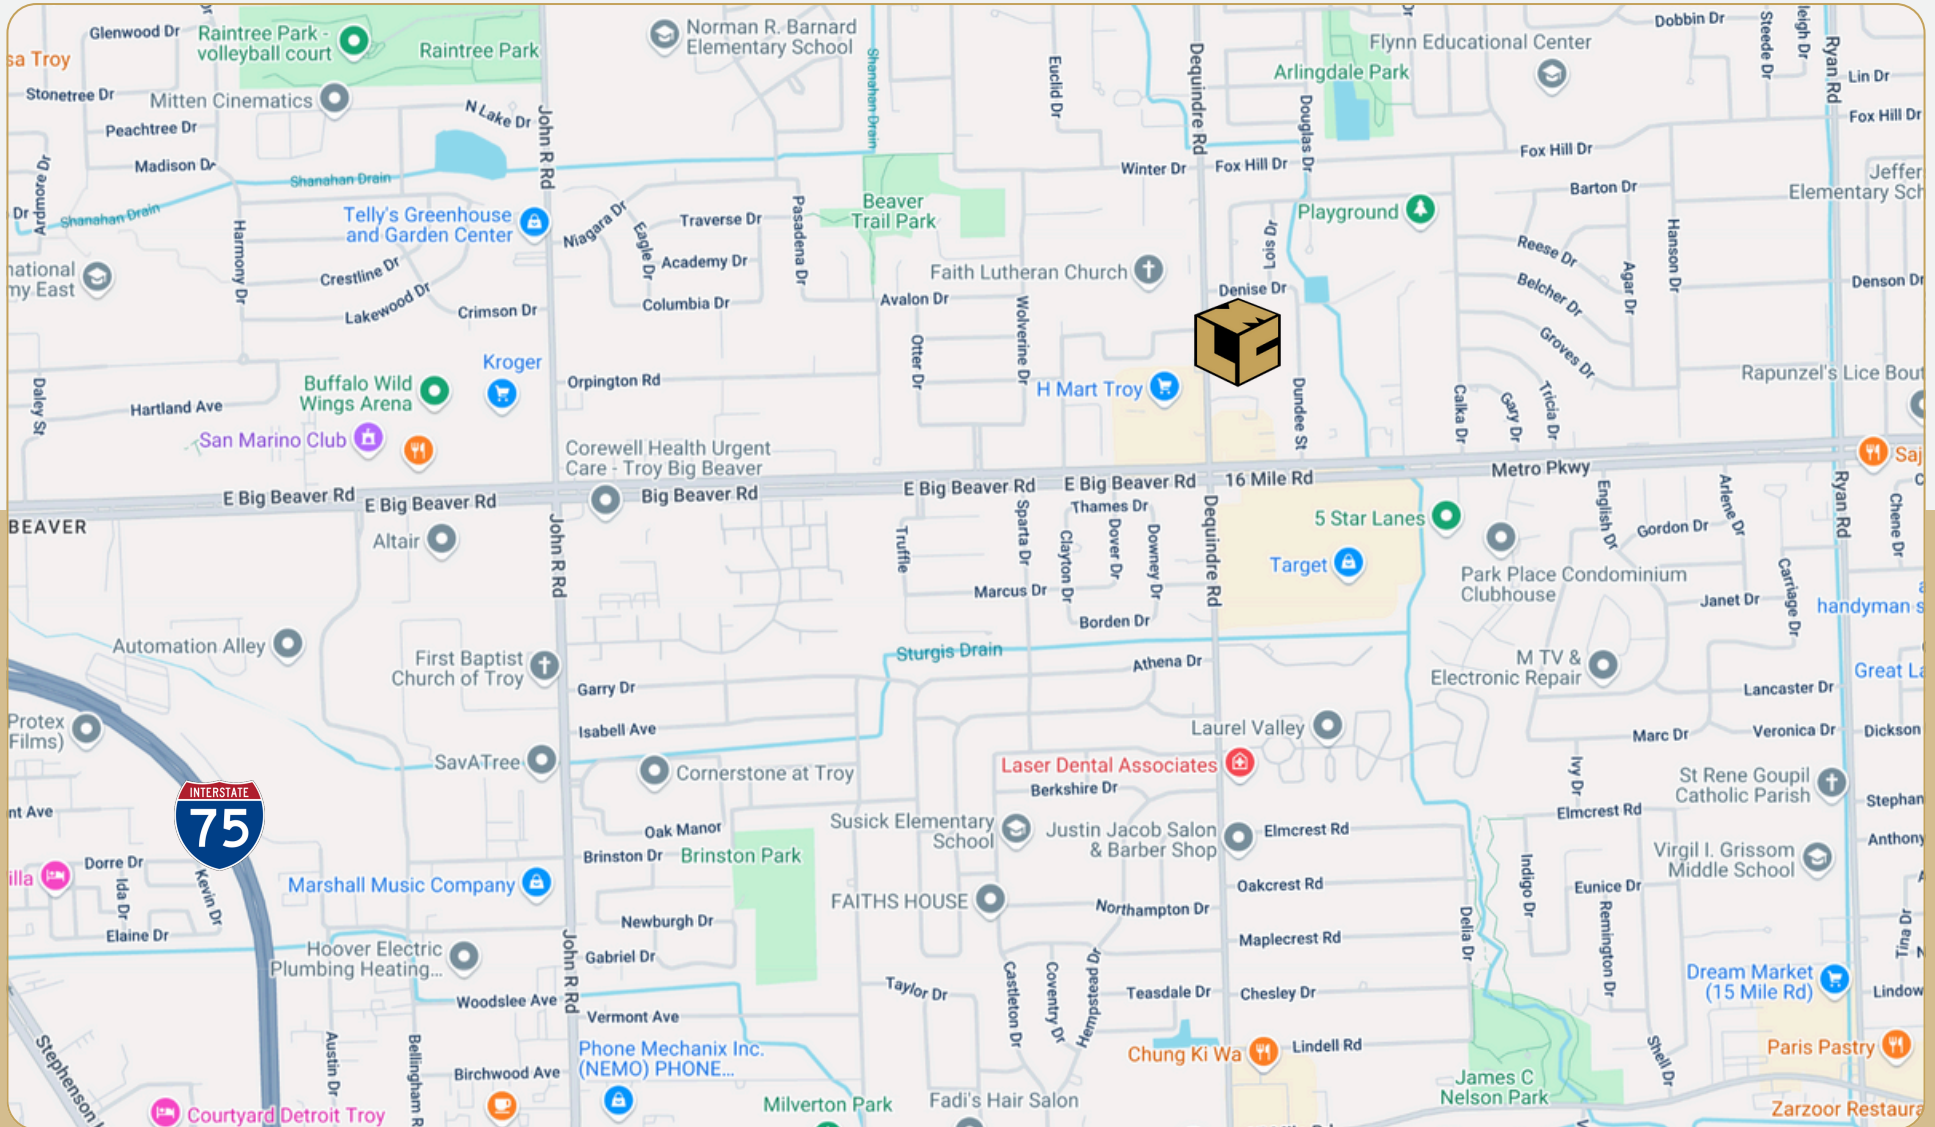 Glenwood Dr
Raintree Park -
volleyball court
Raintree Park
Norman R. Barnard
Elementary School
Dobbin Dr
Flynn Educational Center
Steede Dr
leigh Dr
Ryan Rd
sa Troy
Stonetree Dr
Mitten Cinematics
N Lake Dr
John R Rd
Shanahan Drain
Euclid Dr
Dequindre Rd
Arlingdale Park
Douglas Dr
Lin Dr
Fox Hill Dr
Peachtree Dr
Madison Dr
Ardmore Dr
Shanahan Drain
Shanahan Drain
Dr
Winter Dr
Fox Hill Dr
Fox Hill Dr
Barton Dr
Jeffer
Elementary Sch
Harmony Dr
Telly's Greenhouse
and Garden Center
Niagara Dr
Eagle Dr
Traverse Dr
Academy Dr
Columbia Dr
Pasadena Dr
Beaver
Trail Park
Playground
Lois Dr
Reese Dr
Belcher Dr
Agar Dr
Hanson Dr
Denson Dr
national
my East
Crestline Dr
Lakewood Dr
Crimson Dr
Faith Lutheran Church
Avalon Dr
Denise Dr
Otter Dr
Wolverine Dr
Groves Dr
Kroger
Daley St
Hartland Ave
Buffalo Wild
Wings Arena
San Marino Club
Orpington Rd
H Mart Troy
Dundee St
Calka Dr
Gary Dr
Tricia Dr
Rapunzel's Lice Bout
Corewell Health Urgent
Care - Troy Big Beaver
E Big Beaver Rd
E Big Beaver Rd
Big Beaver Rd
E Big Beaver Rd
E Big Beaver Rd
16 Mile Rd
Metro Pkwy
Saj
BEAVER
Altair
John R Rd
Truffle
Sparta Dr
Thames Dr
Clayton Dr
Dover Dr
Downey Dr
Dequindre Rd
5 Star Lanes
Target
Park Place Condominium
Clubhouse
English Dr
Gordon Dr
Arlene Dr
Ryan Rd
Chene Dr
Marcus Dr
Borden Dr
Janet Dr
Carriage Dr
handyman s
Automation Alley
First Baptist
Church of Troy
Sturgis Drain
Athena Dr
M TV &
Electronic Repair
Great La
Garry Dr
Lancaster Dr
Protex
Films)
Isabell Ave
Laurel Valley
Marc Dr
Veronica Dr
Dickson
SavATree
Cornerstone at Troy
Laser Dental Associates
Ivy Dr
St Rene Goupil
Catholic Parish
INTERSTATE
75
Berkshire Dr
nt Ave
Elmcrest Rd
Stephan
Oak Manor
Susick Elementary
School
Justin Jacob Salon
& Barber Shop
Elmcrest Rd
Anthony
Brinston Dr
Brinston Park
Virgil I. Grissom
Middle School
Dorre Dr
illa
Ida Dr
Kevin Dr
Marshall Music Company
FAITHS HOUSE
Oakcrest Rd
Indigo Dr
Eunice Dr
Remington Dr
Elaine Dr
Newburgh Dr
Northampton Dr
Delia Dr
Tina Dr
Hoover Electric
Plumbing Heating...
John R Rd
Gabriel Dr
Maplecrest Rd
Dream Market
(15 Mile Rd)
Woodslee Ave
Taylor Dr
Castleton Dr
Coventry Dr
Hempstead Dr
Teasdale Dr
Chesley Dr
Lindow
Vermont Ave
Stephenson
Austin Dr
Bellingham R
Phone Mechanix Inc.
(NEMO) PHONE...
Chung Ki Wa
Lindell Rd
Shell Dr
Paris Pastry
Birchwood Ave
James C
Nelson Park
Courtyard Detroit Troy
Milverton Park
Fadi's Hair Salon
Zarzoor Restaura